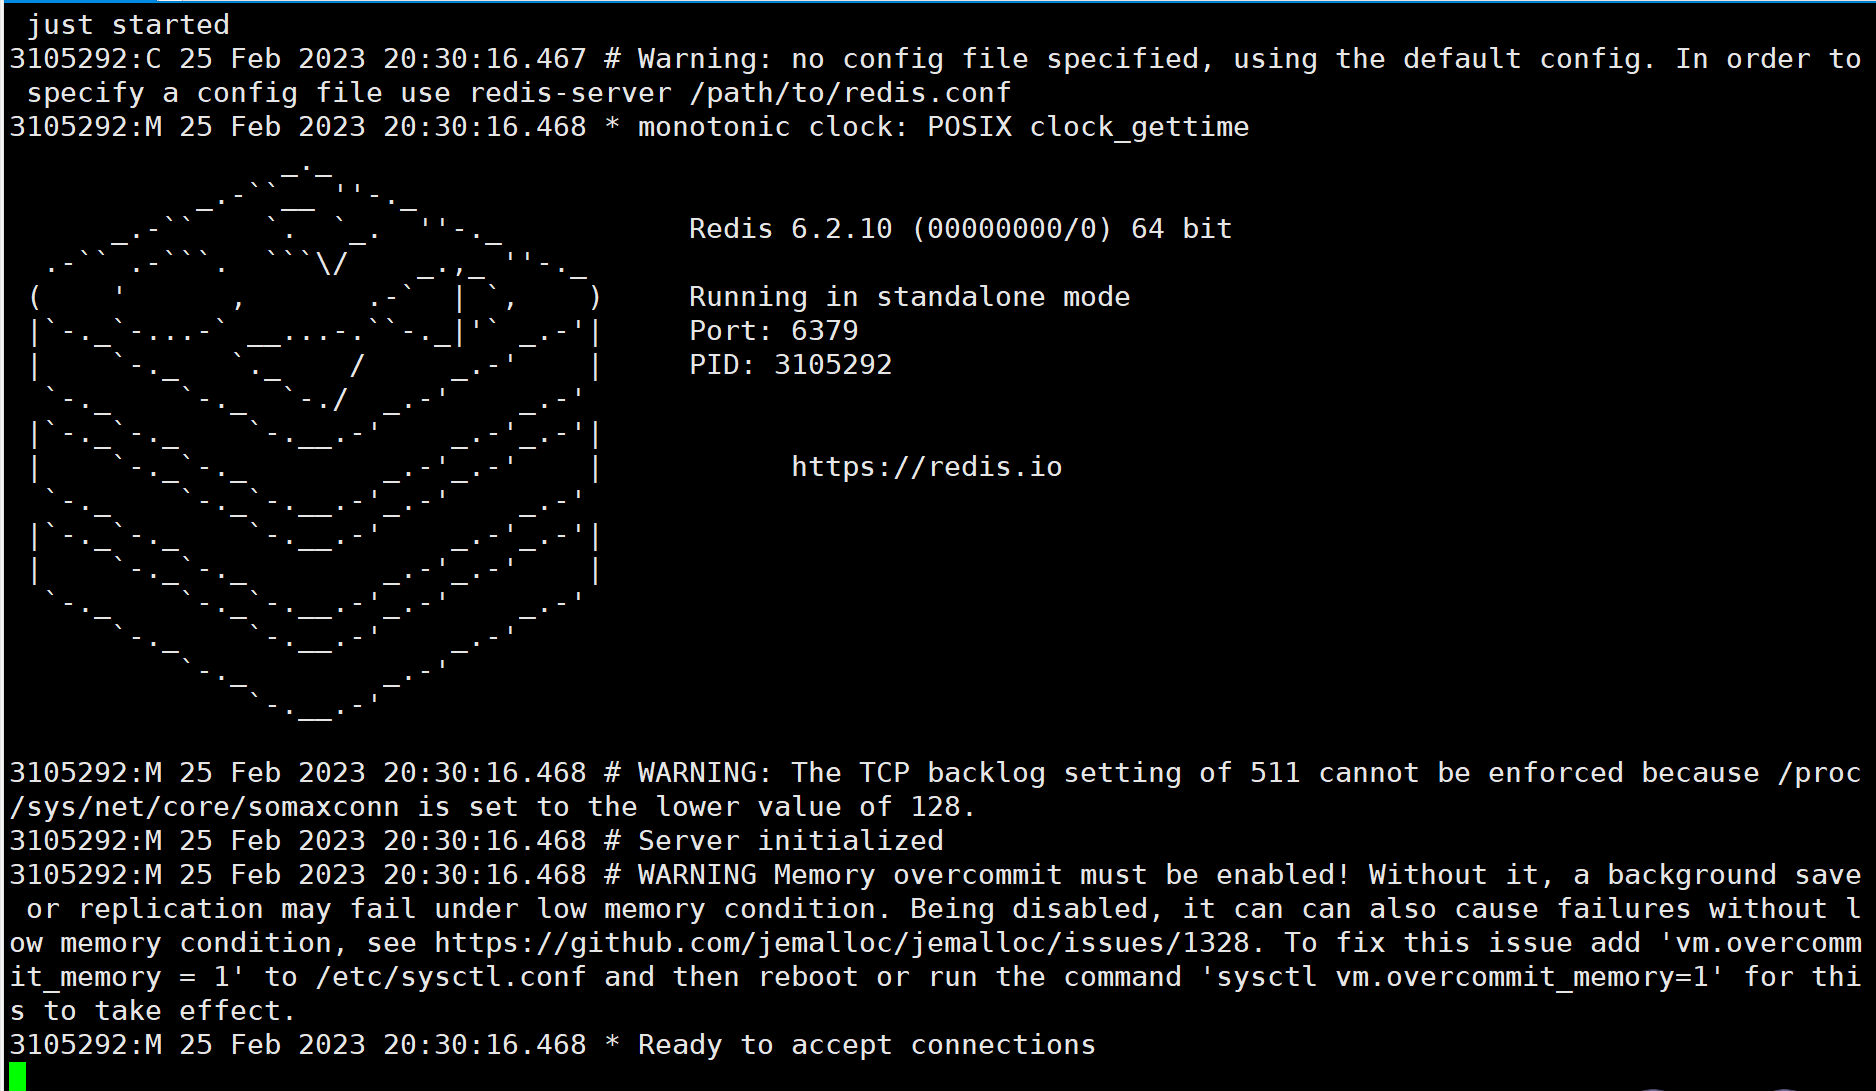 just started
3105292:C 25 Feb 2023 20:30:16.467 # Warning: no config file specified, using the default config. In order to
specify a config file use redis-server /path/to/redis.conf
3105292:M 25 Feb 2023 20:30:16.468 * monotonic clock: POSIX clock_gettime
Redis 6.2.10 (00000000/0) 64 bit
Running in standalone mode
Port: 6379
PID: 3105292
https://redis.io
3105292:M 25 Feb 2023 20:30:16.468 # WARNING: The TCP backlog setting of 511 cannot be enforced because /proc
/sys/net/core/somaxconn is set to the lower value of 128.
3105292:M 25 Feb 2023 20:30:16.468 # Server initialized
3105292:M 25 Feb 2023 20:30:16.468 # WARNING Memory overcommit must be enabled! Without it, a background save
or replication may fail under low memory condition. Being disabled, it can can also cause failures without l
ow memory condition, see https://github.com/jemalloc/jemalloc/issues/1328. To fix this issue add 'vm.overcomm
it_memory = 1' to /etc/sysctl.conf and then reboot or run the command 'sysctl vm.overcommit_memory=1' for thi
s to take effect.
3105292:M 25 Feb 2023 20:30:16.468 * Ready to accept connections